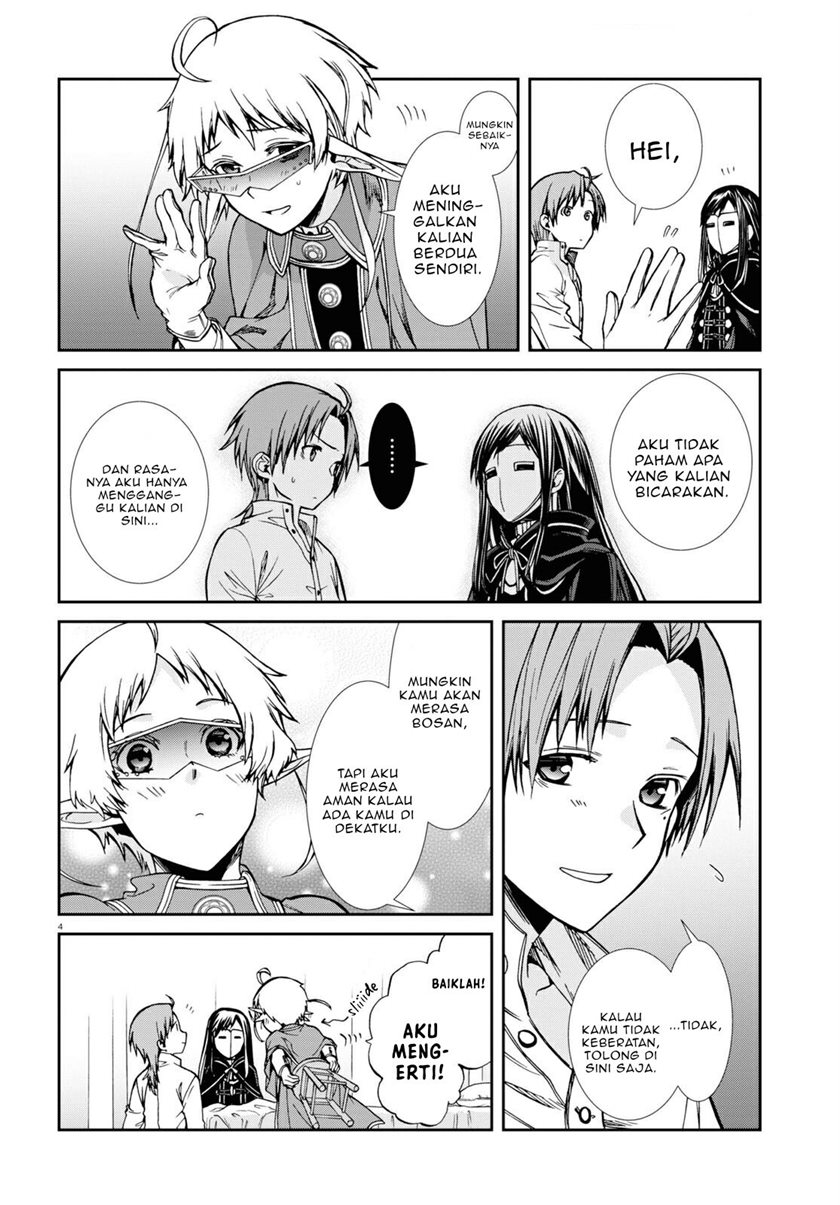 HEI,
MUNGKIN
SEBAIK-
NYA
AKU
MENING-
GALKAN
KALIAN
BERDUA
SENDIRI.
AKU TIDAK
PAHAM APA
YANG KALIAN
BICARAKAN.
......
DAN RASA-
NYA AKU HANYA
MENGGANG-
GU KALIAN DI
SINI...
...TIDAK,
KALAU
KAMU TIDAK
KEBERATAN,
TOLONG DI
SINI SAJA.
MUNGKIN
KAMU AKAN
MERASA
BOSAN,
TAPI AKU
MERASA
AMAN KALAU
ADA KAMU DI
DEKATKU.
4
BAIKLAH!
AKU
MENG-
ERTI!
sliiiide